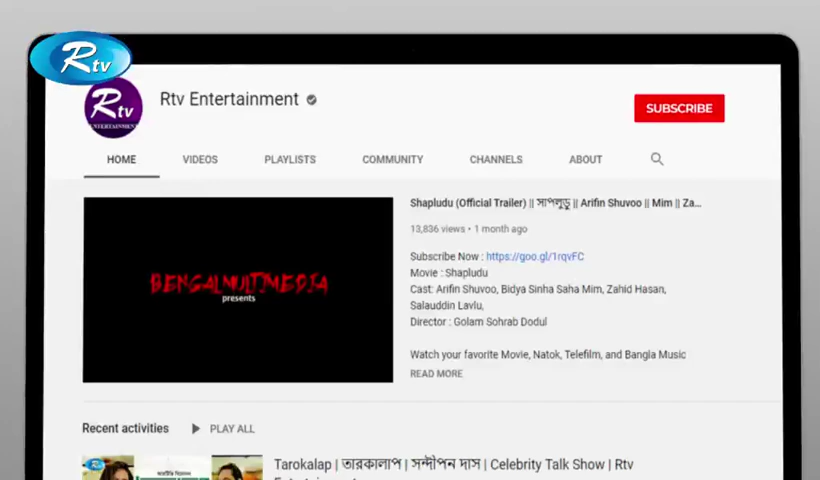 Rtv
Rtv
ENTERTAINMENT
Rtv Entertainment
SUBSCRIBE
HOME VIDEOS PLAYLISTS COMMUNITY CHANNELS ABOUT
BENGALMULTIMEDIA
presents
Shapludu (Official Trailer) || সাপলুডু || Arifin Shuvoo || Mim || Za...
13,836 views • 1 month ago
Subscribe Now : https://goo.gl/1rqvFC
Movie : Shapludu
Cast: Arifin Shuvoo, Bidya Sinha Saha Mim, Zahid Hasan,
Salauddin Lavlu,
Director : Golam Sohrab Dodul
Watch your favorite Movie, Natok, Telefilm, and Bangla Music
READ MORE
Recent activities PLAY ALL
Tarokalap | তারকালাপ | সন্দীপন দাস | Celebrity Talk Show | Rtv